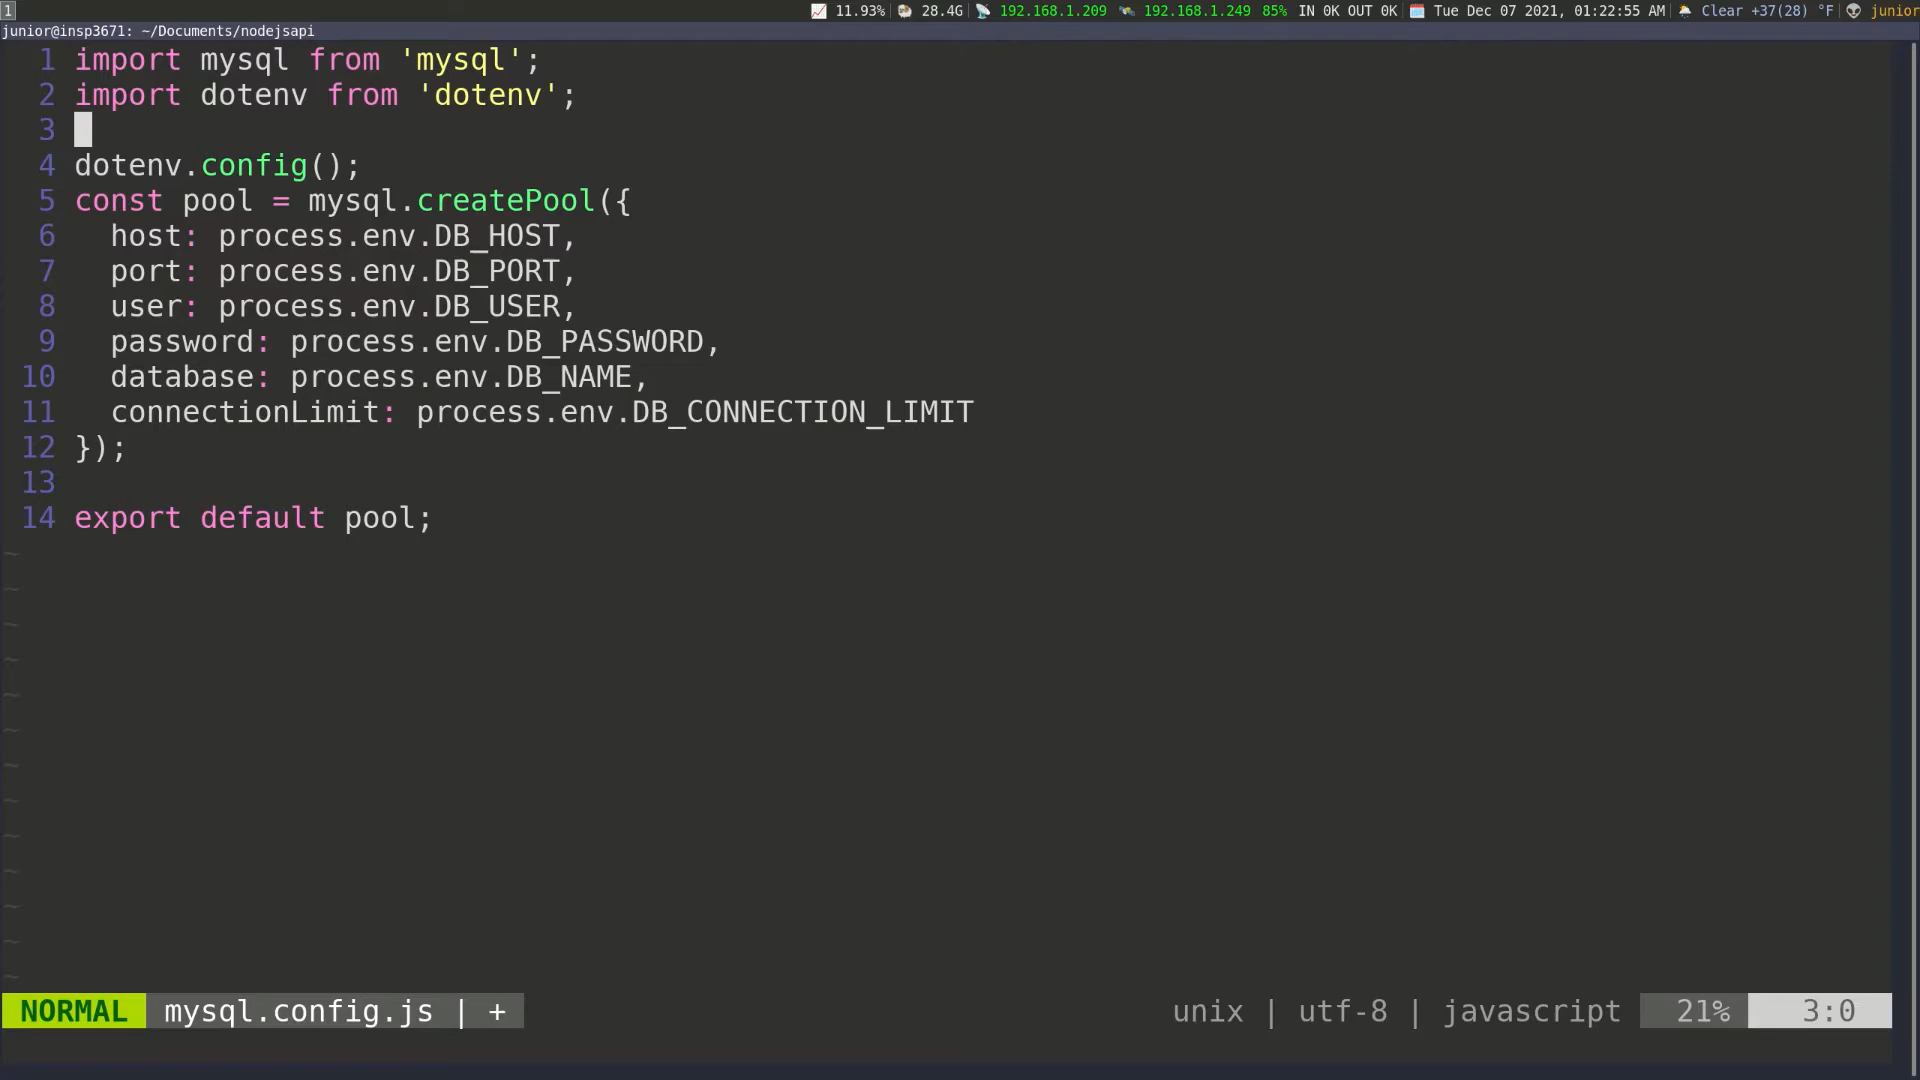 1 11.93% 28.4G 192.168.1.209 192.168.1.249 85% IN 0K OUT 0K Tue Dec 07 2021, 01:22:55 AM Clear +37(28) °F junior
junior@insp3671: ~/Documents/nodejsapi
1 import mysql from 'mysql';
2 import dotenv from 'dotenv';
3
4 dotenv.config();
5 const pool = mysql.createPool({
6   host: process.env.DB_HOST,
7   port: process.env.DB_PORT,
8   user: process.env.DB_USER,
9   password: process.env.DB_PASSWORD,
10   database: process.env.DB_NAME,
11   connectionLimit: process.env.DB_CONNECTION_LIMIT
12 });
13
14 export default pool;
~
~
~
~
~
~
~
~
~
~
~
~
~
NORMAL mysql.config.js | + unix | utf-8 | javascript 21% 3:0